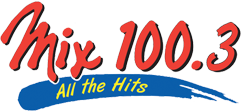 Mix 100.3
All the Hits